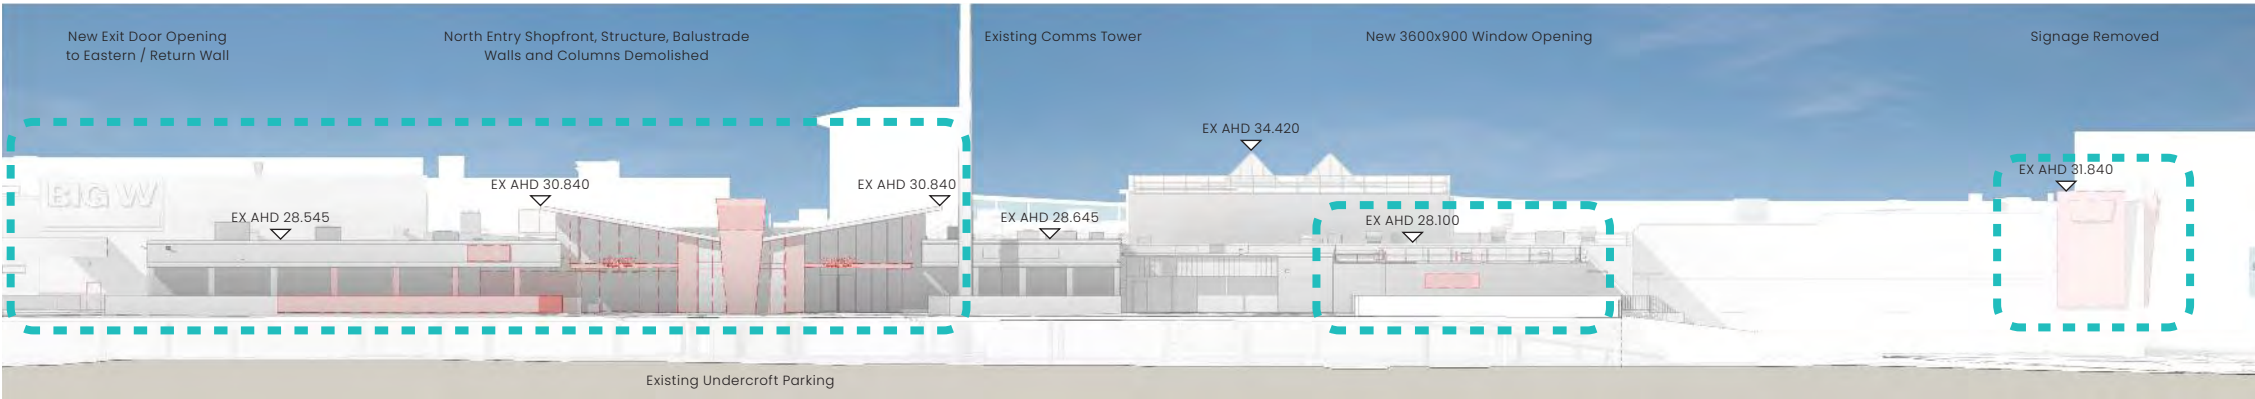 New Exit Door Opening
to Eastern / Return Wall
North Entry Shopfront, Structure, Balustrade
Walls and Columns Demolished
Existing Comms Tower
New 3600x900 Window Opening
Signage Removed
EX AHD 34.420
EX AHD 31.840
BIG W
EX AHD 30.840
EX AHD 30.840
EX AHD 28.545
EX AHD 28.645
EX AHD 28.100
Existing Undercroft Parking